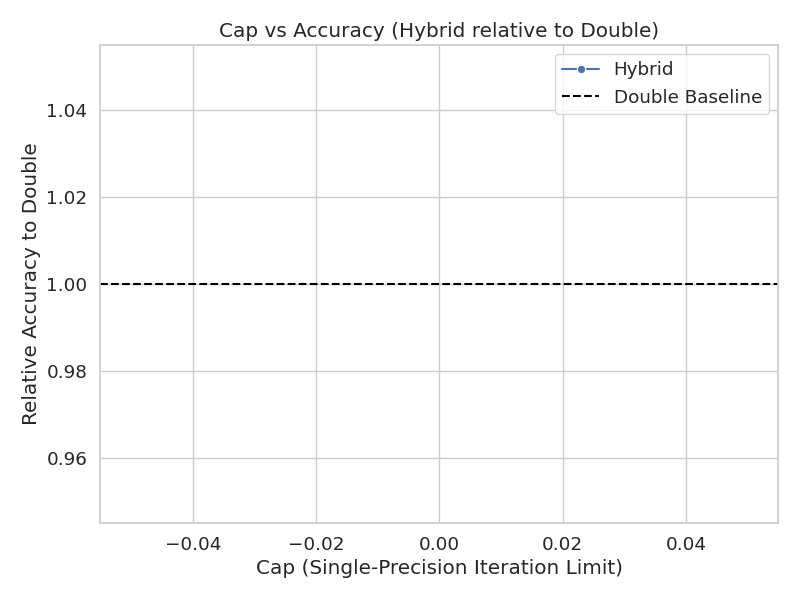 Cap vs Accuracy (Hybrid relative to Double)
Hybrid
Double Baseline
Relative Accuracy to Double
1.04
1.02
1.00
0.98
0.96
−0.04
−0.02
0.00
0.02
0.04
Cap (Single-Precision Iteration Limit)